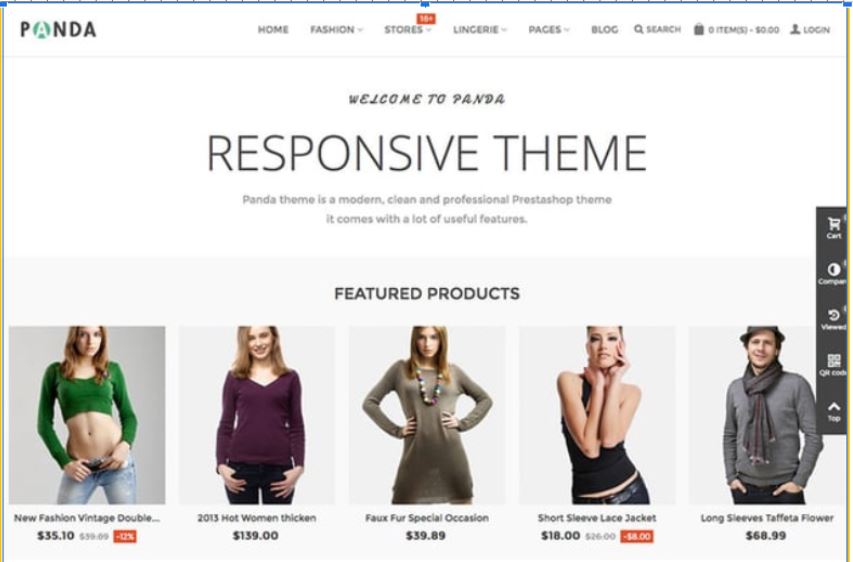 PANDA
HOME FASHION STORES 16+ LINGERIE PAGES BLOG SEARCH 0 ITEM(S) - $0.00 LOGIN
WELCOME TO PANDA
RESPONSIVE THEME
Panda theme is a modern, clean and professional Prestashop theme
it comes with a lot of useful features.
Cart
Compare
Viewed
QR code
Top
FEATURED PRODUCTS
New Fashion Vintage Double... 2013 Hot Women thicken Faux Fur Special Occasion Short Sleeve Lace Jacket Long Sleeves Taffeta Flower
$35.10 $39.89 -12% $139.00 $39.89 $18.00 $26.00 -$8.00 $68.99